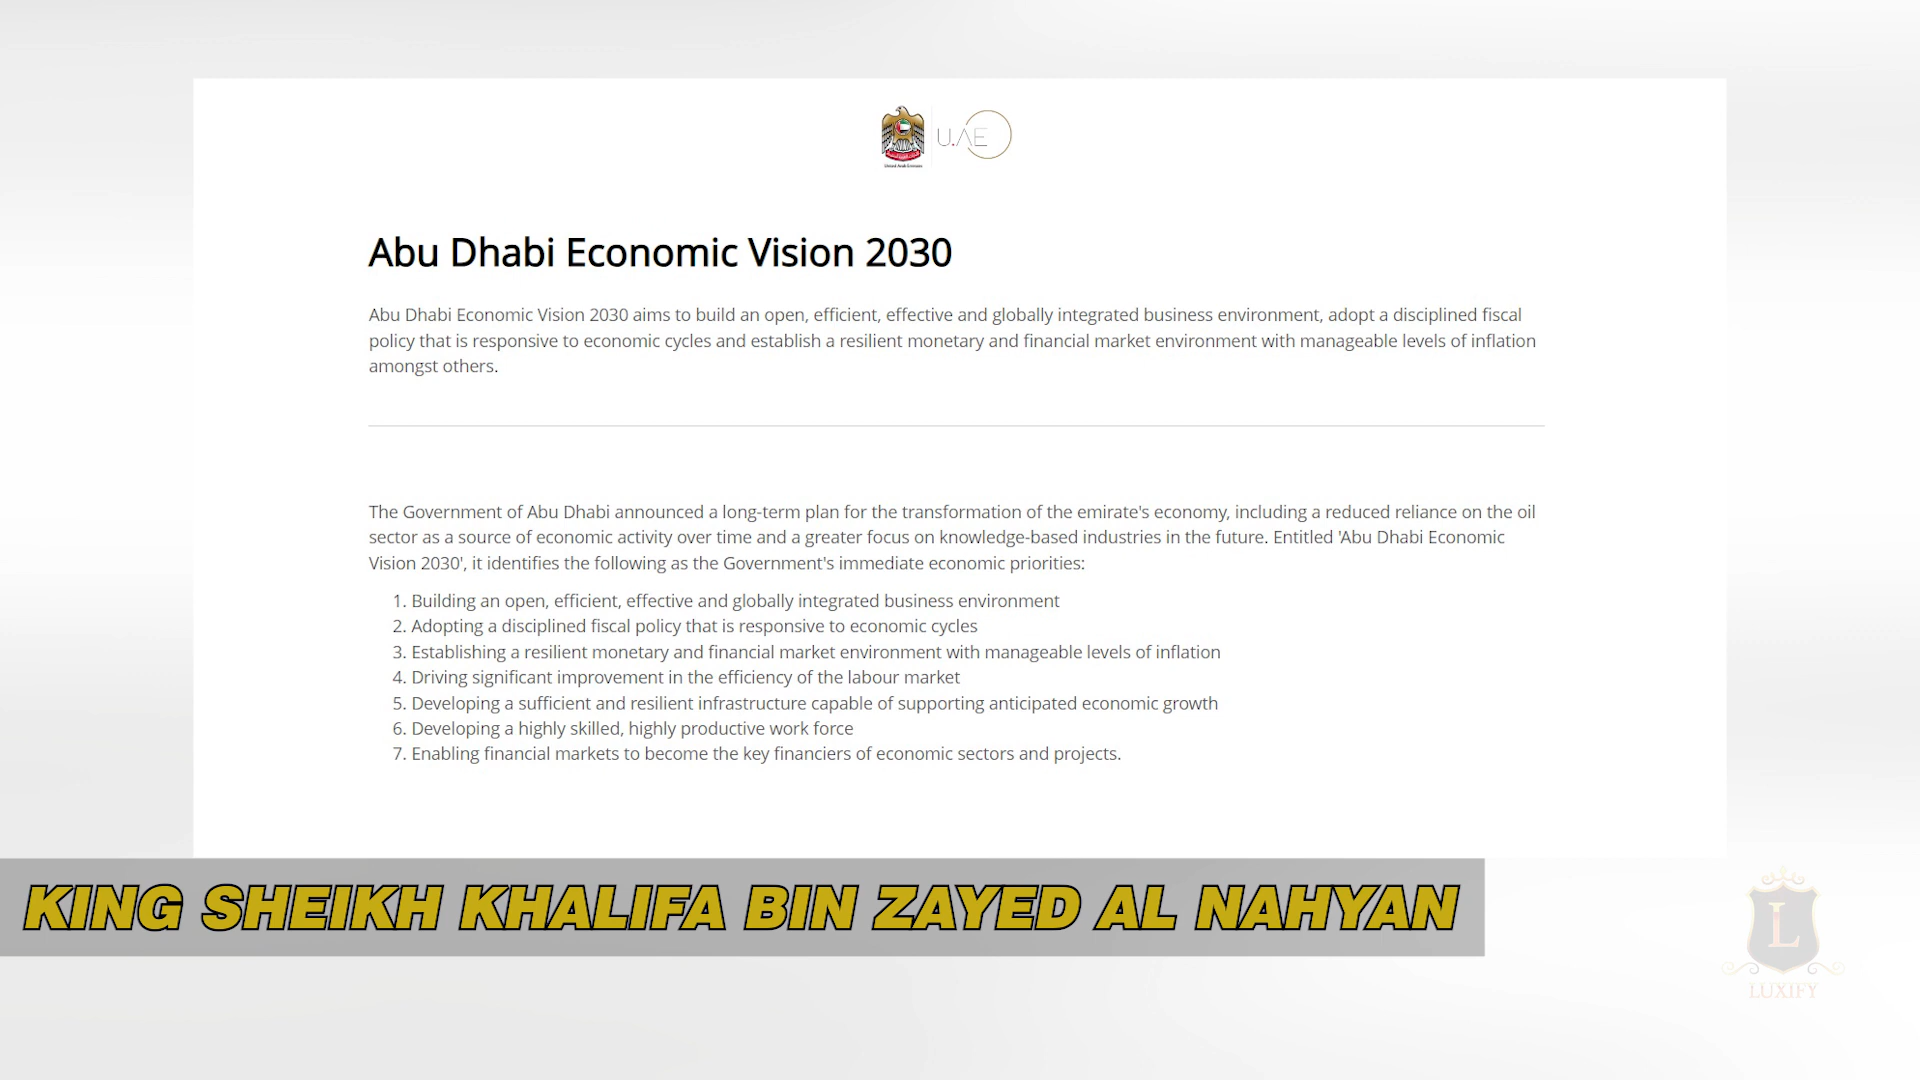 United Arab Emirates
U.AE
Abu Dhabi Economic Vision 2030
Abu Dhabi Economic Vision 2030 aims to build an open, efficient, effective and globally integrated business environment, adopt a disciplined fiscal
policy that is responsive to economic cycles and establish a resilient monetary and financial market environment with manageable levels of inflation
amongst others.
The Government of Abu Dhabi announced a long-term plan for the transformation of the emirate's economy, including a reduced reliance on the oil
sector as a source of economic activity over time and a greater focus on knowledge-based industries in the future. Entitled 'Abu Dhabi Economic
Vision 2030', it identifies the following as the Government's immediate economic priorities:
1. Building an open, efficient, effective and globally integrated business environment
2. Adopting a disciplined fiscal policy that is responsive to economic cycles
3. Establishing a resilient monetary and financial market environment with manageable levels of inflation
4. Driving significant improvement in the efficiency of the labour market
5. Developing a sufficient and resilient infrastructure capable of supporting anticipated economic growth
6. Developing a highly skilled, highly productive work force
7. Enabling financial markets to become the key financiers of economic sectors and projects.
KING SHEIKH KHALIFA BIN ZAYED AL NAHYAN
L
LUXIFY